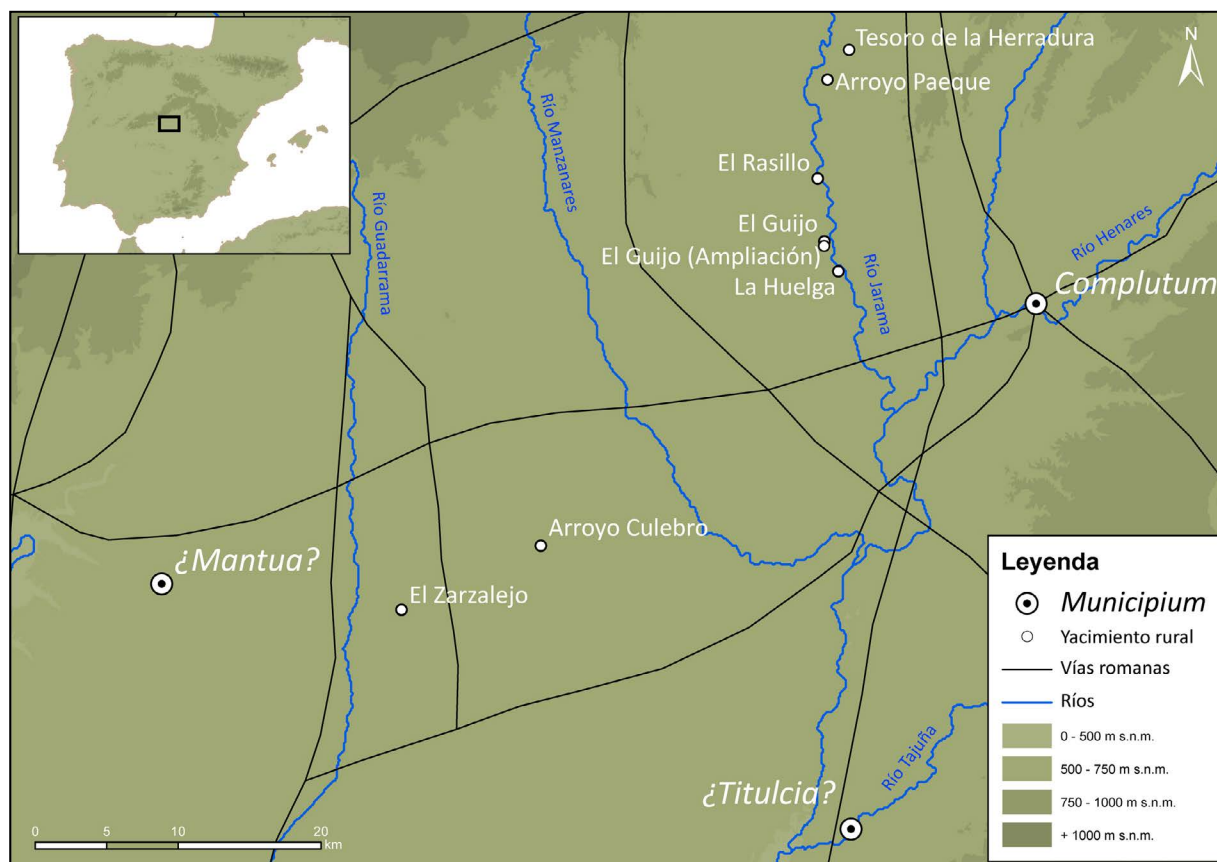 N
Tesoro de la Herradura
Arroyo Paeque
Río Manzanares
El Rasillo
Río Guadarrama
El Guijo
El Guijo (Ampliación)
Río Henares
La Huelga
Río Jarama
Complutum
Arroyo Culebro
¿Mantua?
El Zarzalejo
¿Titulcia?
Río Tajuña
Leyenda
Municipium
Yacimiento rural
Vías romanas
Ríos
0 - 500 m s.n.m.
500 - 750 m s.n.m.
750 - 1000 m s.n.m.
+ 1000 m s.n.m.
0 5 10 20
km